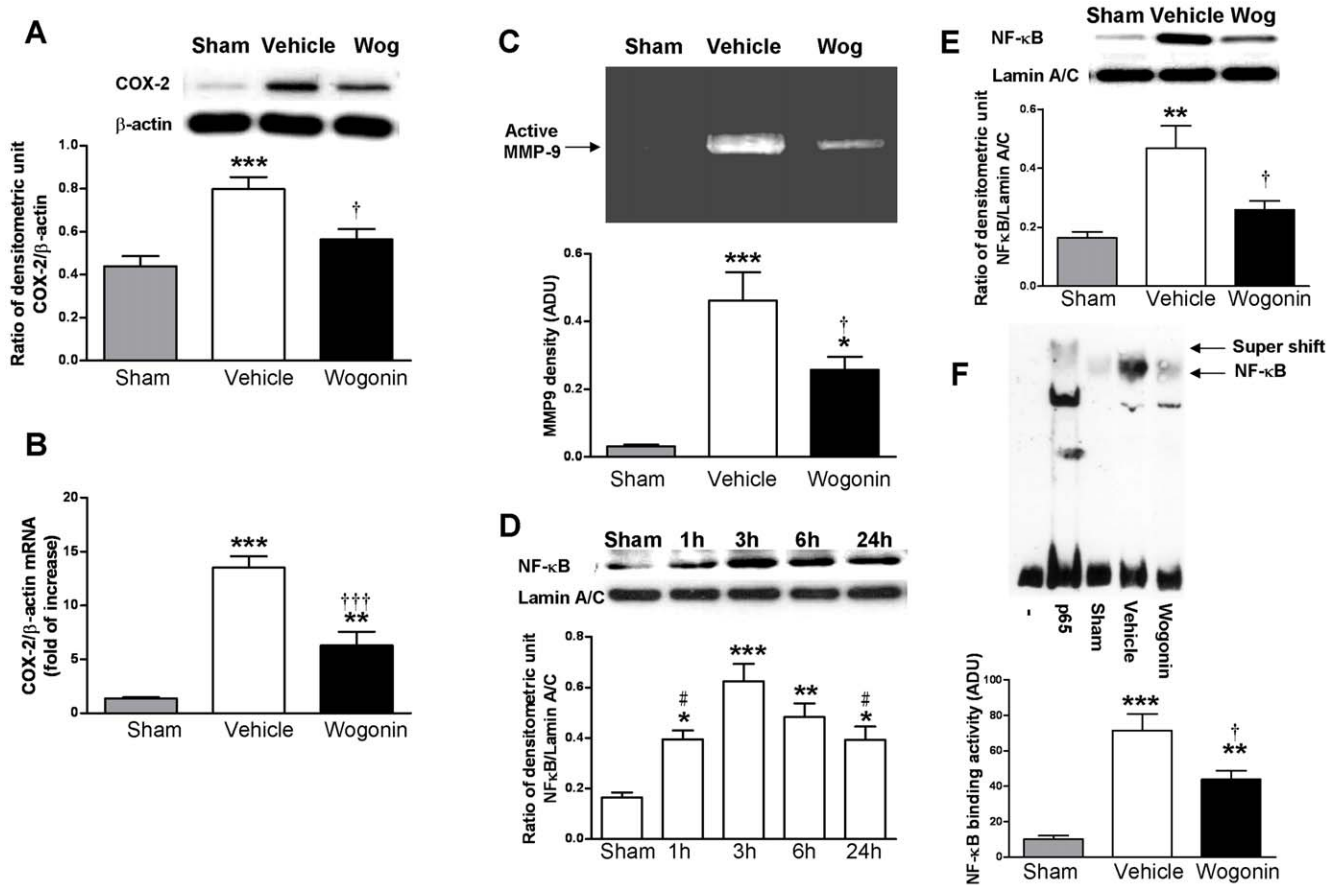 A
Sham Vehicle Wog
COX-2
β-actin
Ratio of densitometric unit
COX-2/β-actin
1.0
0.8
0.6
0.4
0.2
0.0
***
†
Sham Vehicle Wogonin
B
COX-2/β-actin mRNA
(fold of increase)
20
15
10
5
0
***
†††
**
Sham Vehicle Wogonin
C
Sham Vehicle Wog
Active
MMP-9
MMP9 density (ADU)
0.6
0.4
0.2
0.0
***
†
*
Sham Vehicle Wogonin
D
Sham 1h 3h 6h 24h
NF-κB
Lamin A/C
Ratio of densitometric unit
NFκB/Lamin A/C
0.8
0.6
0.4
0.2
0.0
#
*
***
**
#
*
Sham 1h 3h 6h 24h
E
Sham Vehicle Wog
NF-κB
Lamin A/C
Ratio of densitometric unit
NFκB/Lamin A/C
0.6
0.4
0.2
0.0
**
†
Sham Vehicle Wogonin
F
Super shift
NF-κB
-
p65
Sham
Vehicle
Wogonin
NF-κB binding activity (ADU)
100
80
60
40
20
0
***
†
**
Sham Vehicle Wogonin